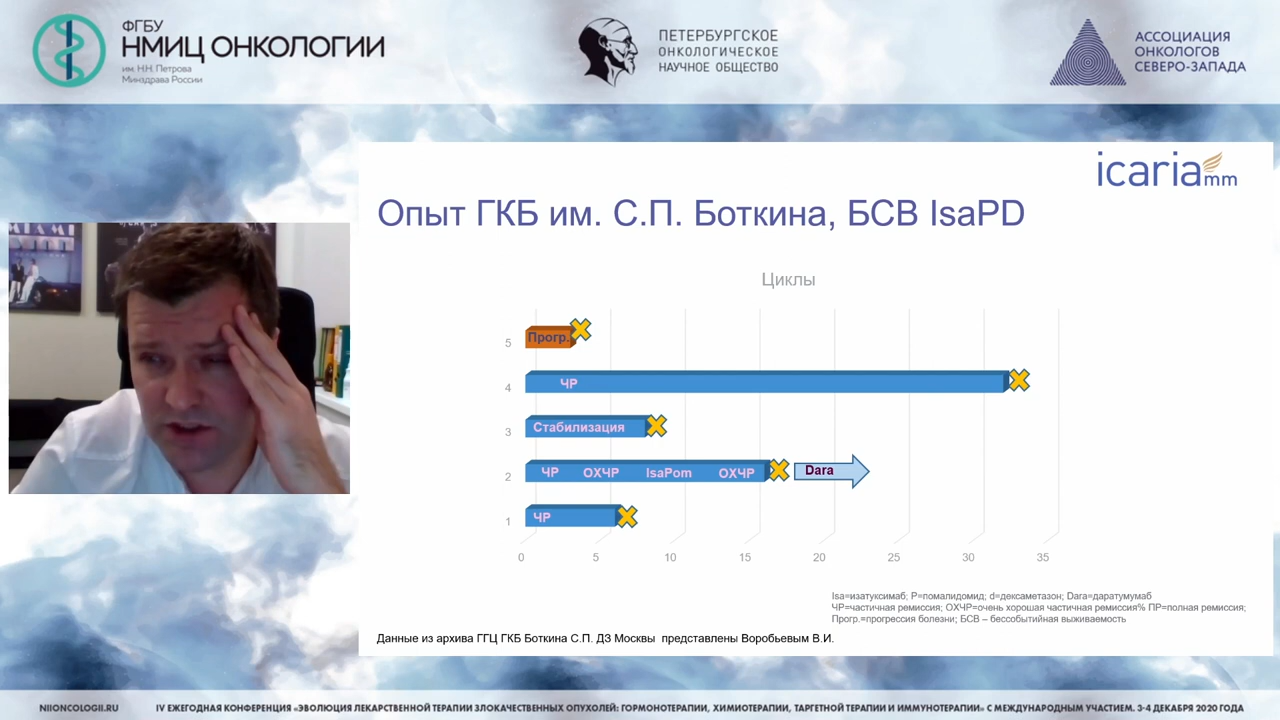 ФГБУ
НМИЦ ОНКОЛОГИИ
им. Н.Н. Петрова
Минздрава России
ПЕТЕРБУРГСКОЕ
ОНКОЛОГИЧЕСКОЕ
НАУЧНОЕ ОБЩЕСТВО
АССОЦИАЦИЯ
ОНКОЛОГОВ
СЕВЕРО-ЗАПАДА
icaria mm
Опыт ГКБ им. С.П. Боткина, БСВ IsaPD
Циклы
5 Прогр.
4 ЧР
3 Стабилизация
2 ЧР ОХЧР IsaPom ОХЧР Dara
1 ЧР
0 5 10 15 20 25 30 35
Isa=изатуксимаб; P=помалидомид; d=дексаметазон; Dara=даратумумаб
ЧР=частичная ремиссия; ОХЧР=очень хорошая частичная ремиссия% ПР=полная ремиссия;
Прогр.=прогрессия болезни; БСВ – бессобытийная выживаемость
Данные из архива ГГЦ ГКБ Боткина С.П. ДЗ Москвы представлены Воробьевым В.И.
NIIONCOLOGII.RU
IV ЕЖЕГОДНАЯ КОНФЕРЕНЦИЯ «ЭВОЛЮЦИЯ ЛЕКАРСТВЕННОЙ ТЕРАПИИ ЗЛОКАЧЕСТВЕННЫХ ОПУХОЛЕЙ: ГОРМОНОТЕРАПИИ, ХИМИОТЕРАПИИ, ТАРГЕТНОЙ ТЕРАПИИ И ИММУНОТЕРАПИИ» С МЕЖДУНАРОДНЫМ УЧАСТИЕМ. 3-4 ДЕКАБРЯ 2020 ГОДА